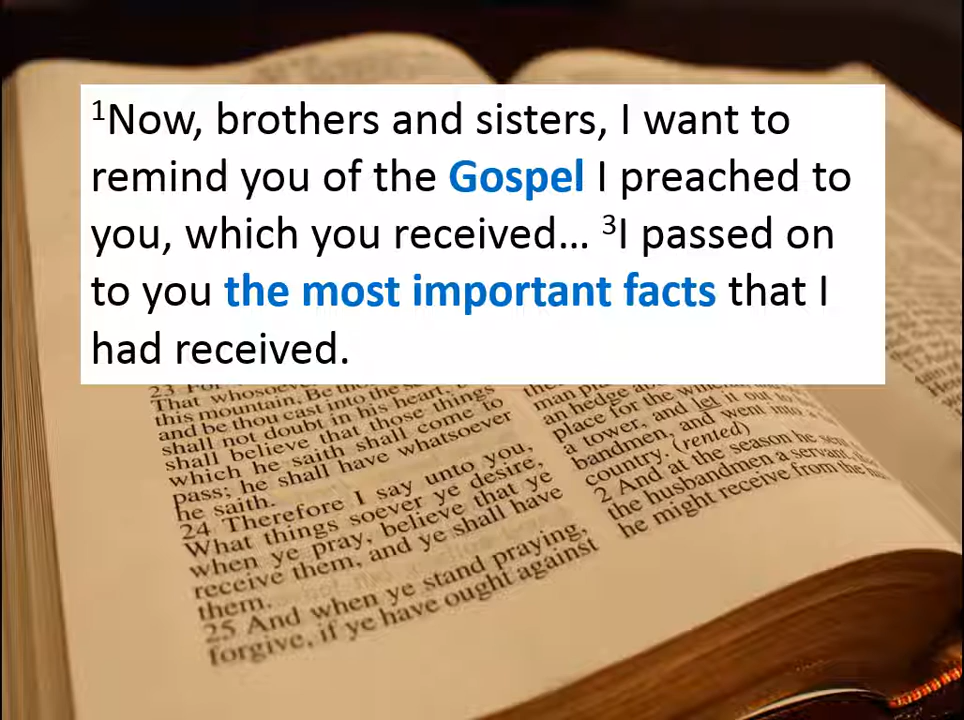 ¹Now, brothers and sisters, I want to
remind you of the Gospel I preached to
you, which you received... ³I passed on
to you the most important facts that I
had received.
That whosoever
this mountain, Be
and be thou cast into the
shall not doubt in his heart,
shall believe that those things
which he saith shall come to
pass; he shall have whatsoever
he saith.
24 Therefore I say unto you,
What things soever ye desire,
when ye pray, believe that ye
receive them, and ye shall have
them.
25 And when ye stand praying,
forgive, if ye have ought against
man
an hedge
place for the
a tower, and let it out to
bandmen, and went into a
country. (rented)
2 And at the season he sent
the husbandmen a servant,
he might receive from the